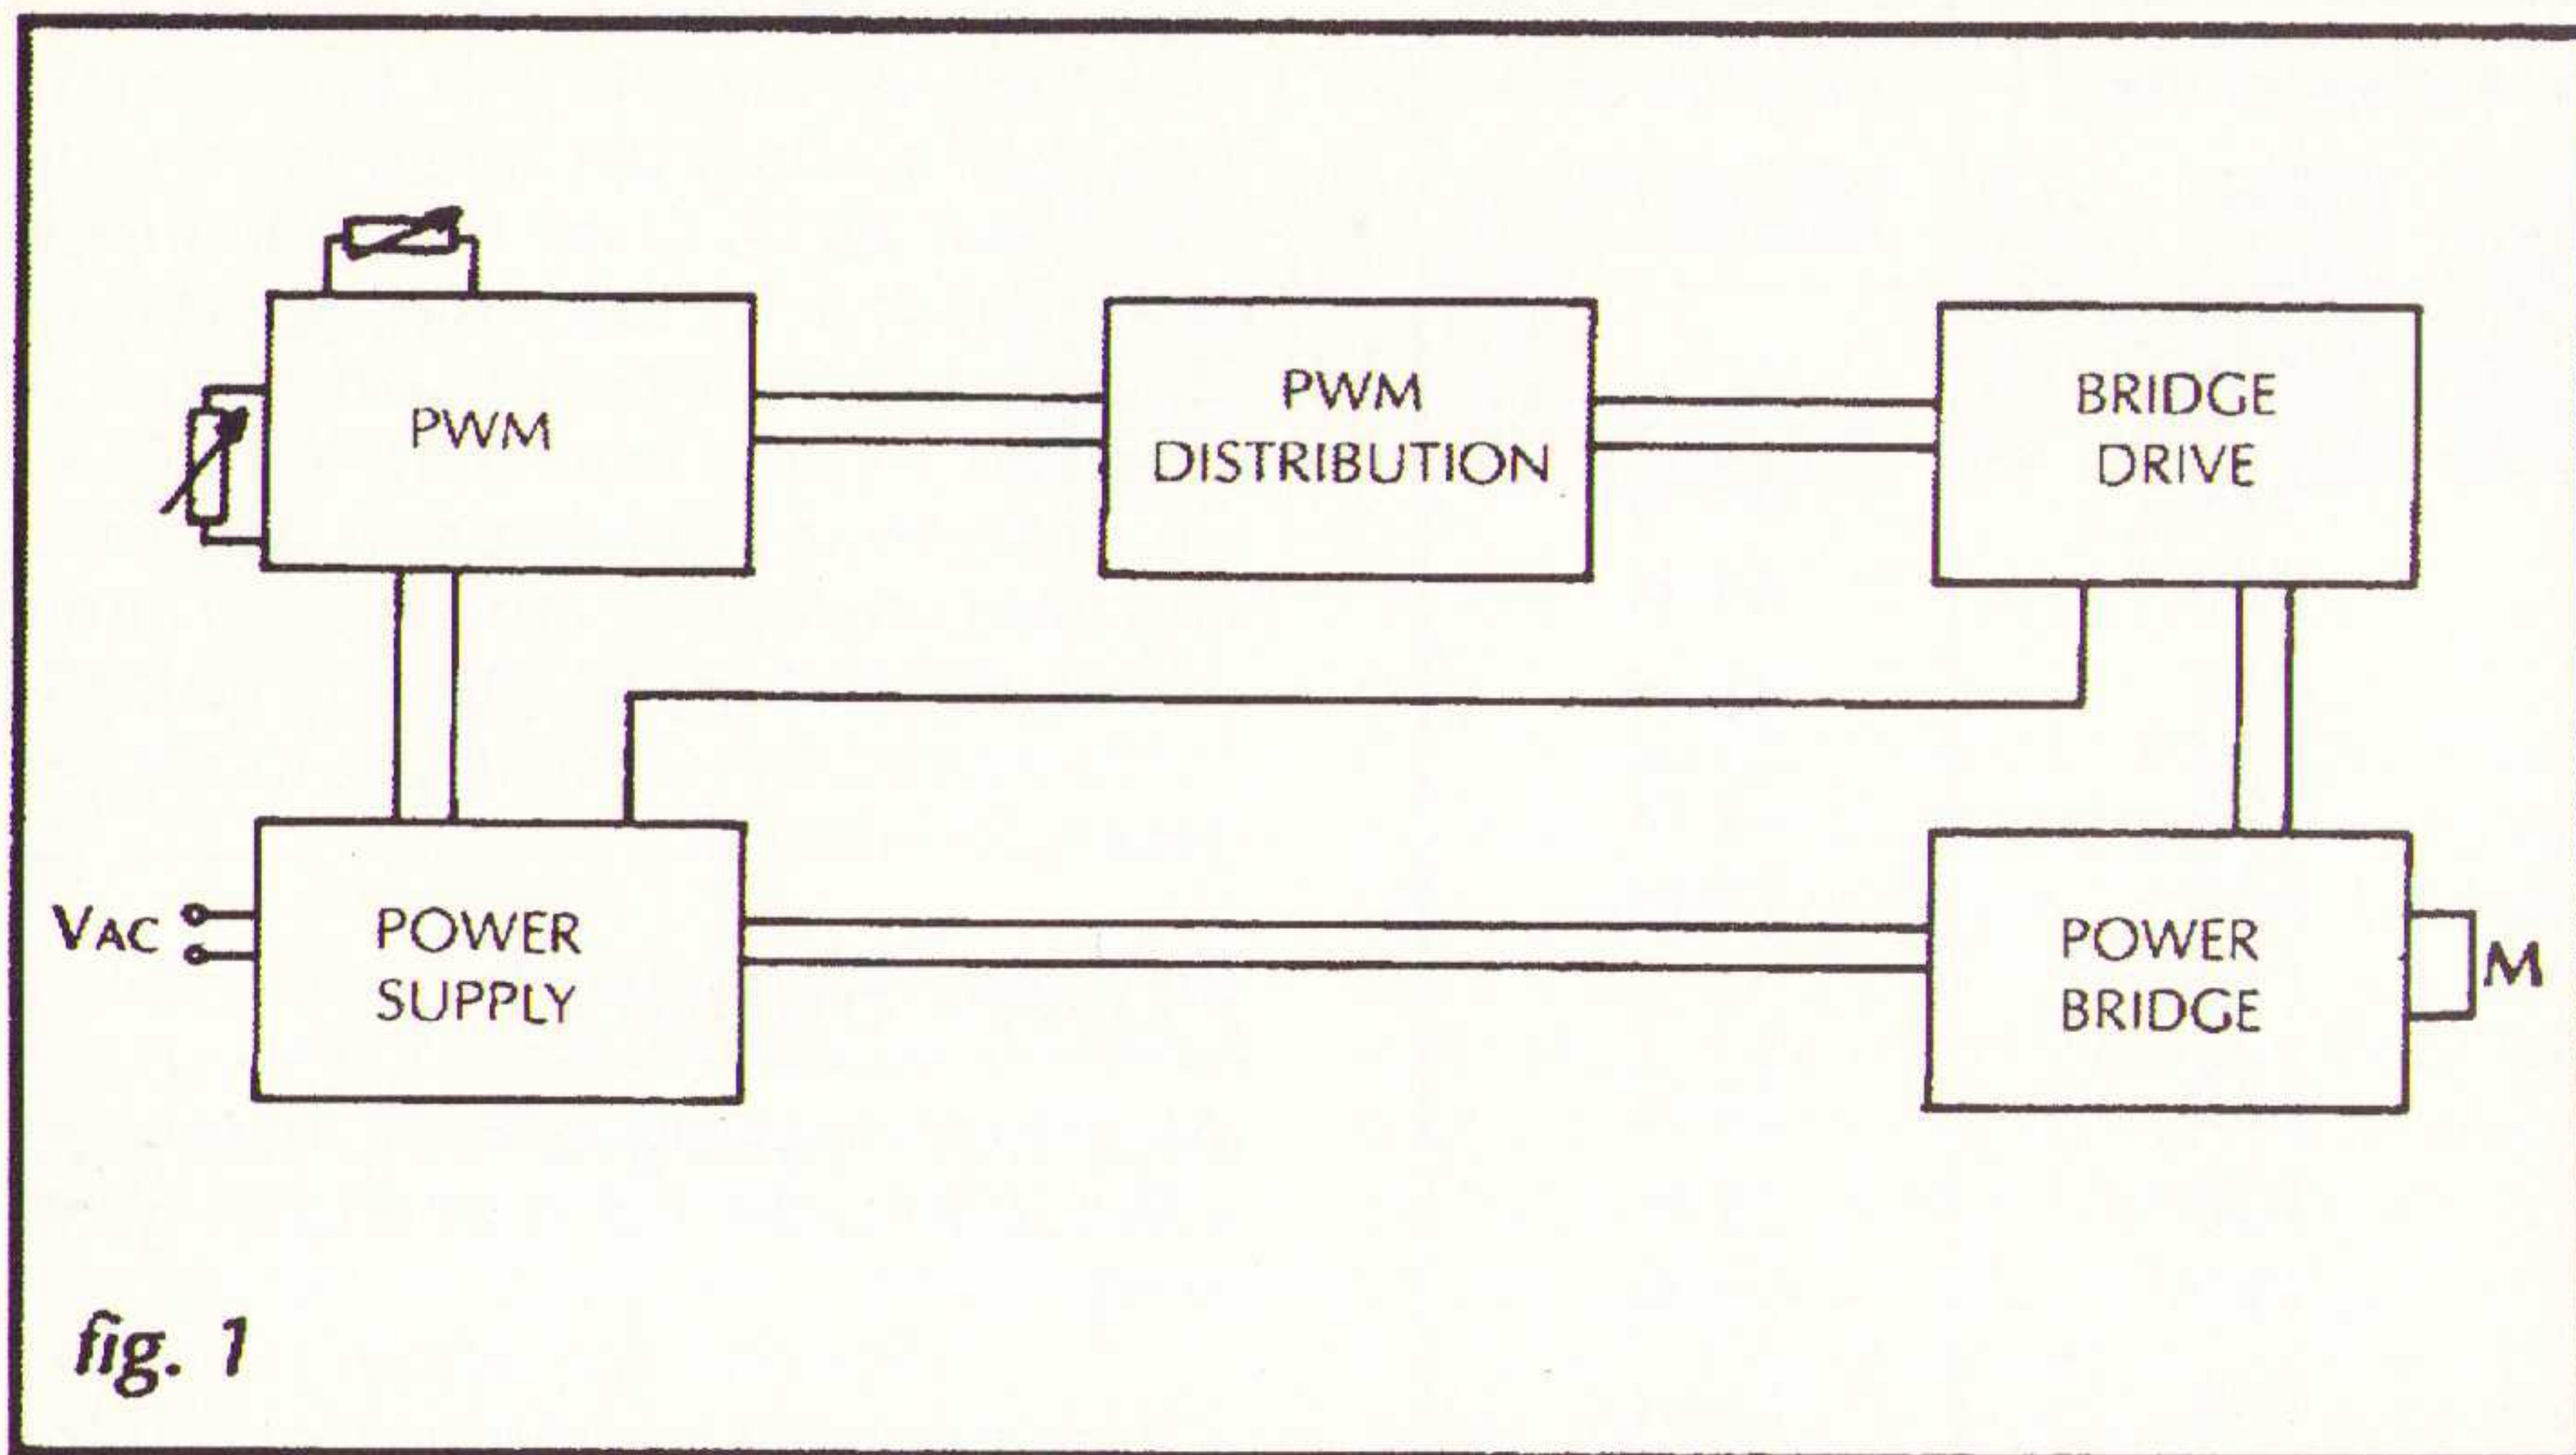 PWM
PWM
DISTRIBUTION
BRIDGE
DRIVE
VAC
POWER
SUPPLY
POWER
BRIDGE
M
fig. 1